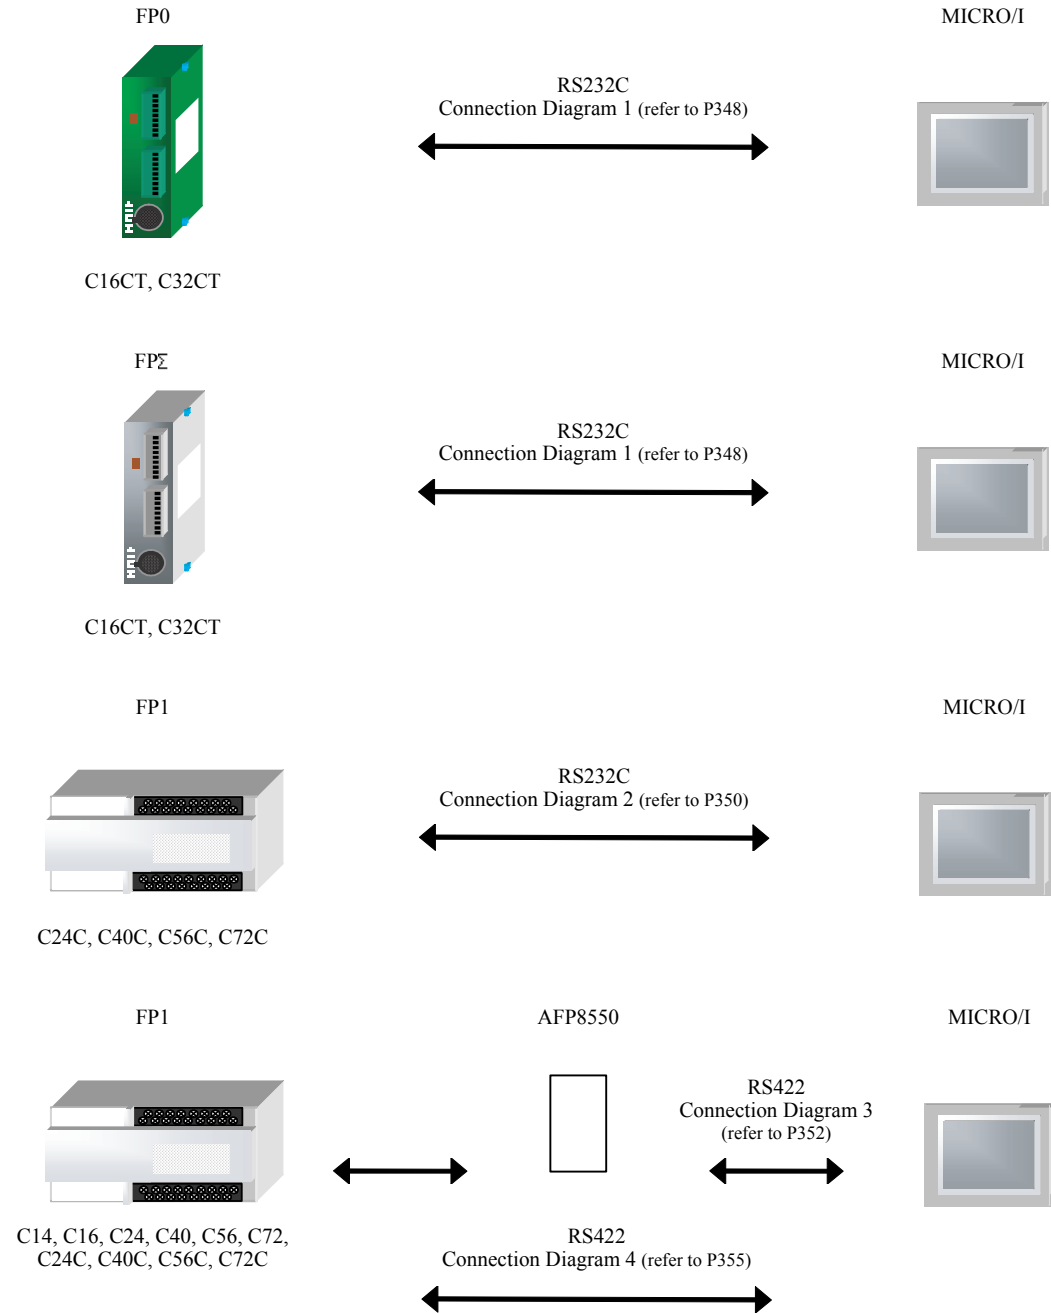 FP0
MICRO/I
RS232C
Connection Diagram 1 (refer to P348)
C16CT, C32CT
FPΣ
MICRO/I
RS232C
Connection Diagram 1 (refer to P348)
C16CT, C32CT
FP1
MICRO/I
RS232C
Connection Diagram 2 (refer to P350)
C24C, C40C, C56C, C72C
FP1
AFP8550
MICRO/I
RS422
Connection Diagram 3
(refer to P352)
C14, C16, C24, C40, C56, C72,
C24C, C40C, C56C, C72C
RS422
Connection Diagram 4 (refer to P355)